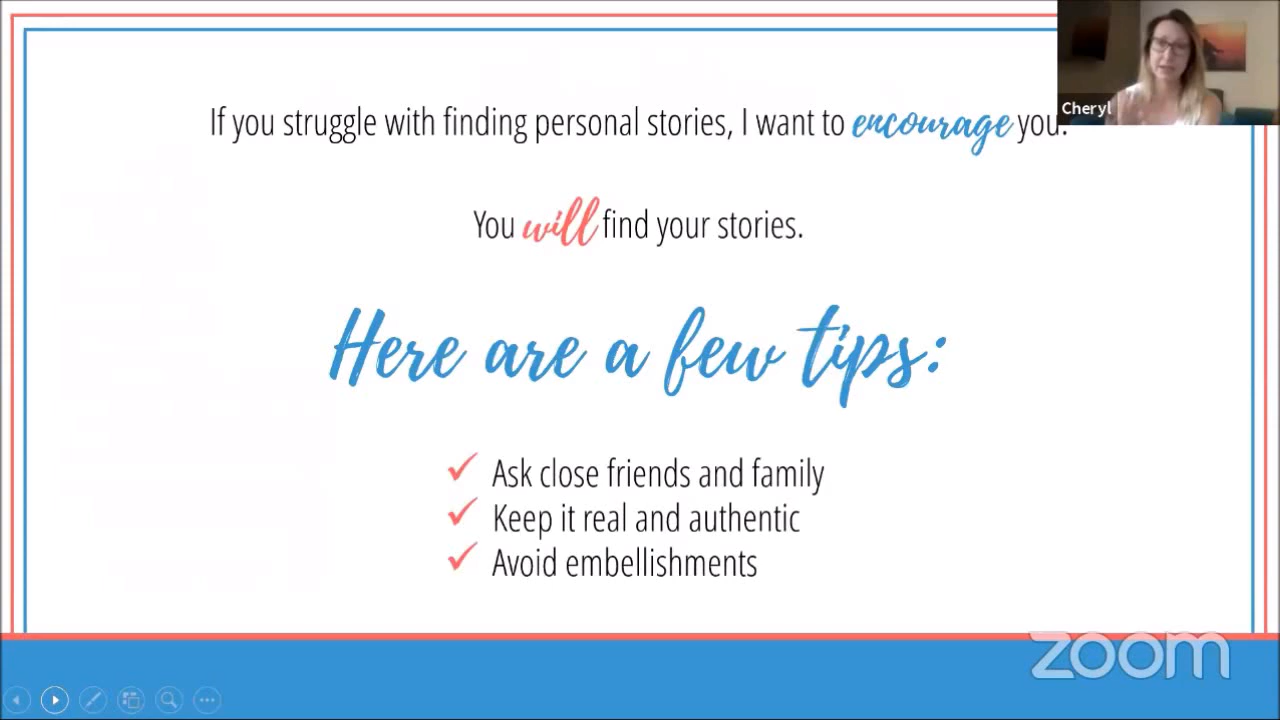 If you struggle with finding personal stories, I want to encourage you.
Cheryl
You will find your stories.
Here are a few tips:
✓ Ask close friends and family
✓ Keep it real and authentic
✓ Avoid embellishments
zoom